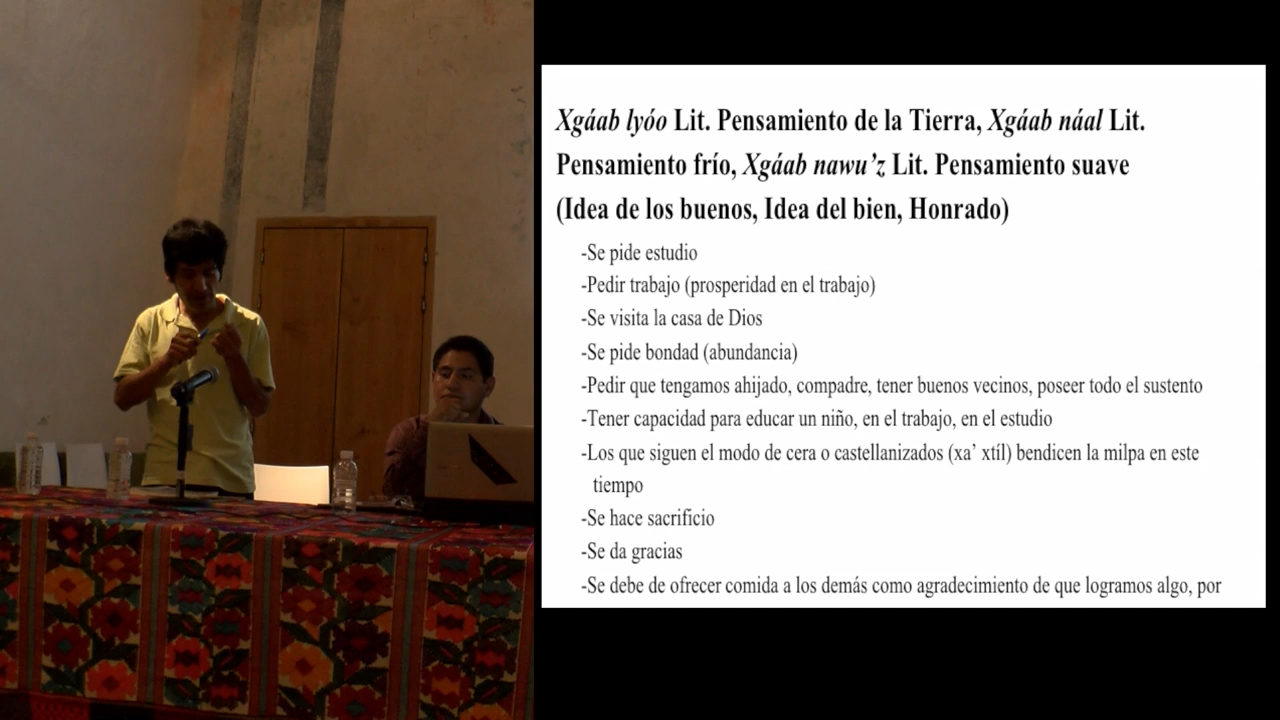 Xgáab lyóo Lit. Pensamiento de la Tierra, Xgáab náal Lit.
Pensamiento frío, Xgáab nawu’z Lit. Pensamiento suave
(Idea de los buenos, Idea del bien, Honrado)
-Se pide estudio
-Pedir trabajo (prosperidad en el trabajo)
-Se visita la casa de Dios
-Se pide bondad (abundancia)
-Pedir que tengamos ahijado, compadre, tener buenos vecinos, poseer todo el sustento
-Tener capacidad para educar un niño, en el trabajo, en el estudio
-Los que siguen el modo de cera o castellanizados (xa’ xtíl) bendicen la milpa en este
tiempo
-Se hace sacrificio
-Se da gracias
-Se debe de ofrecer comida a los demás como agradecimiento de que logramos algo, por